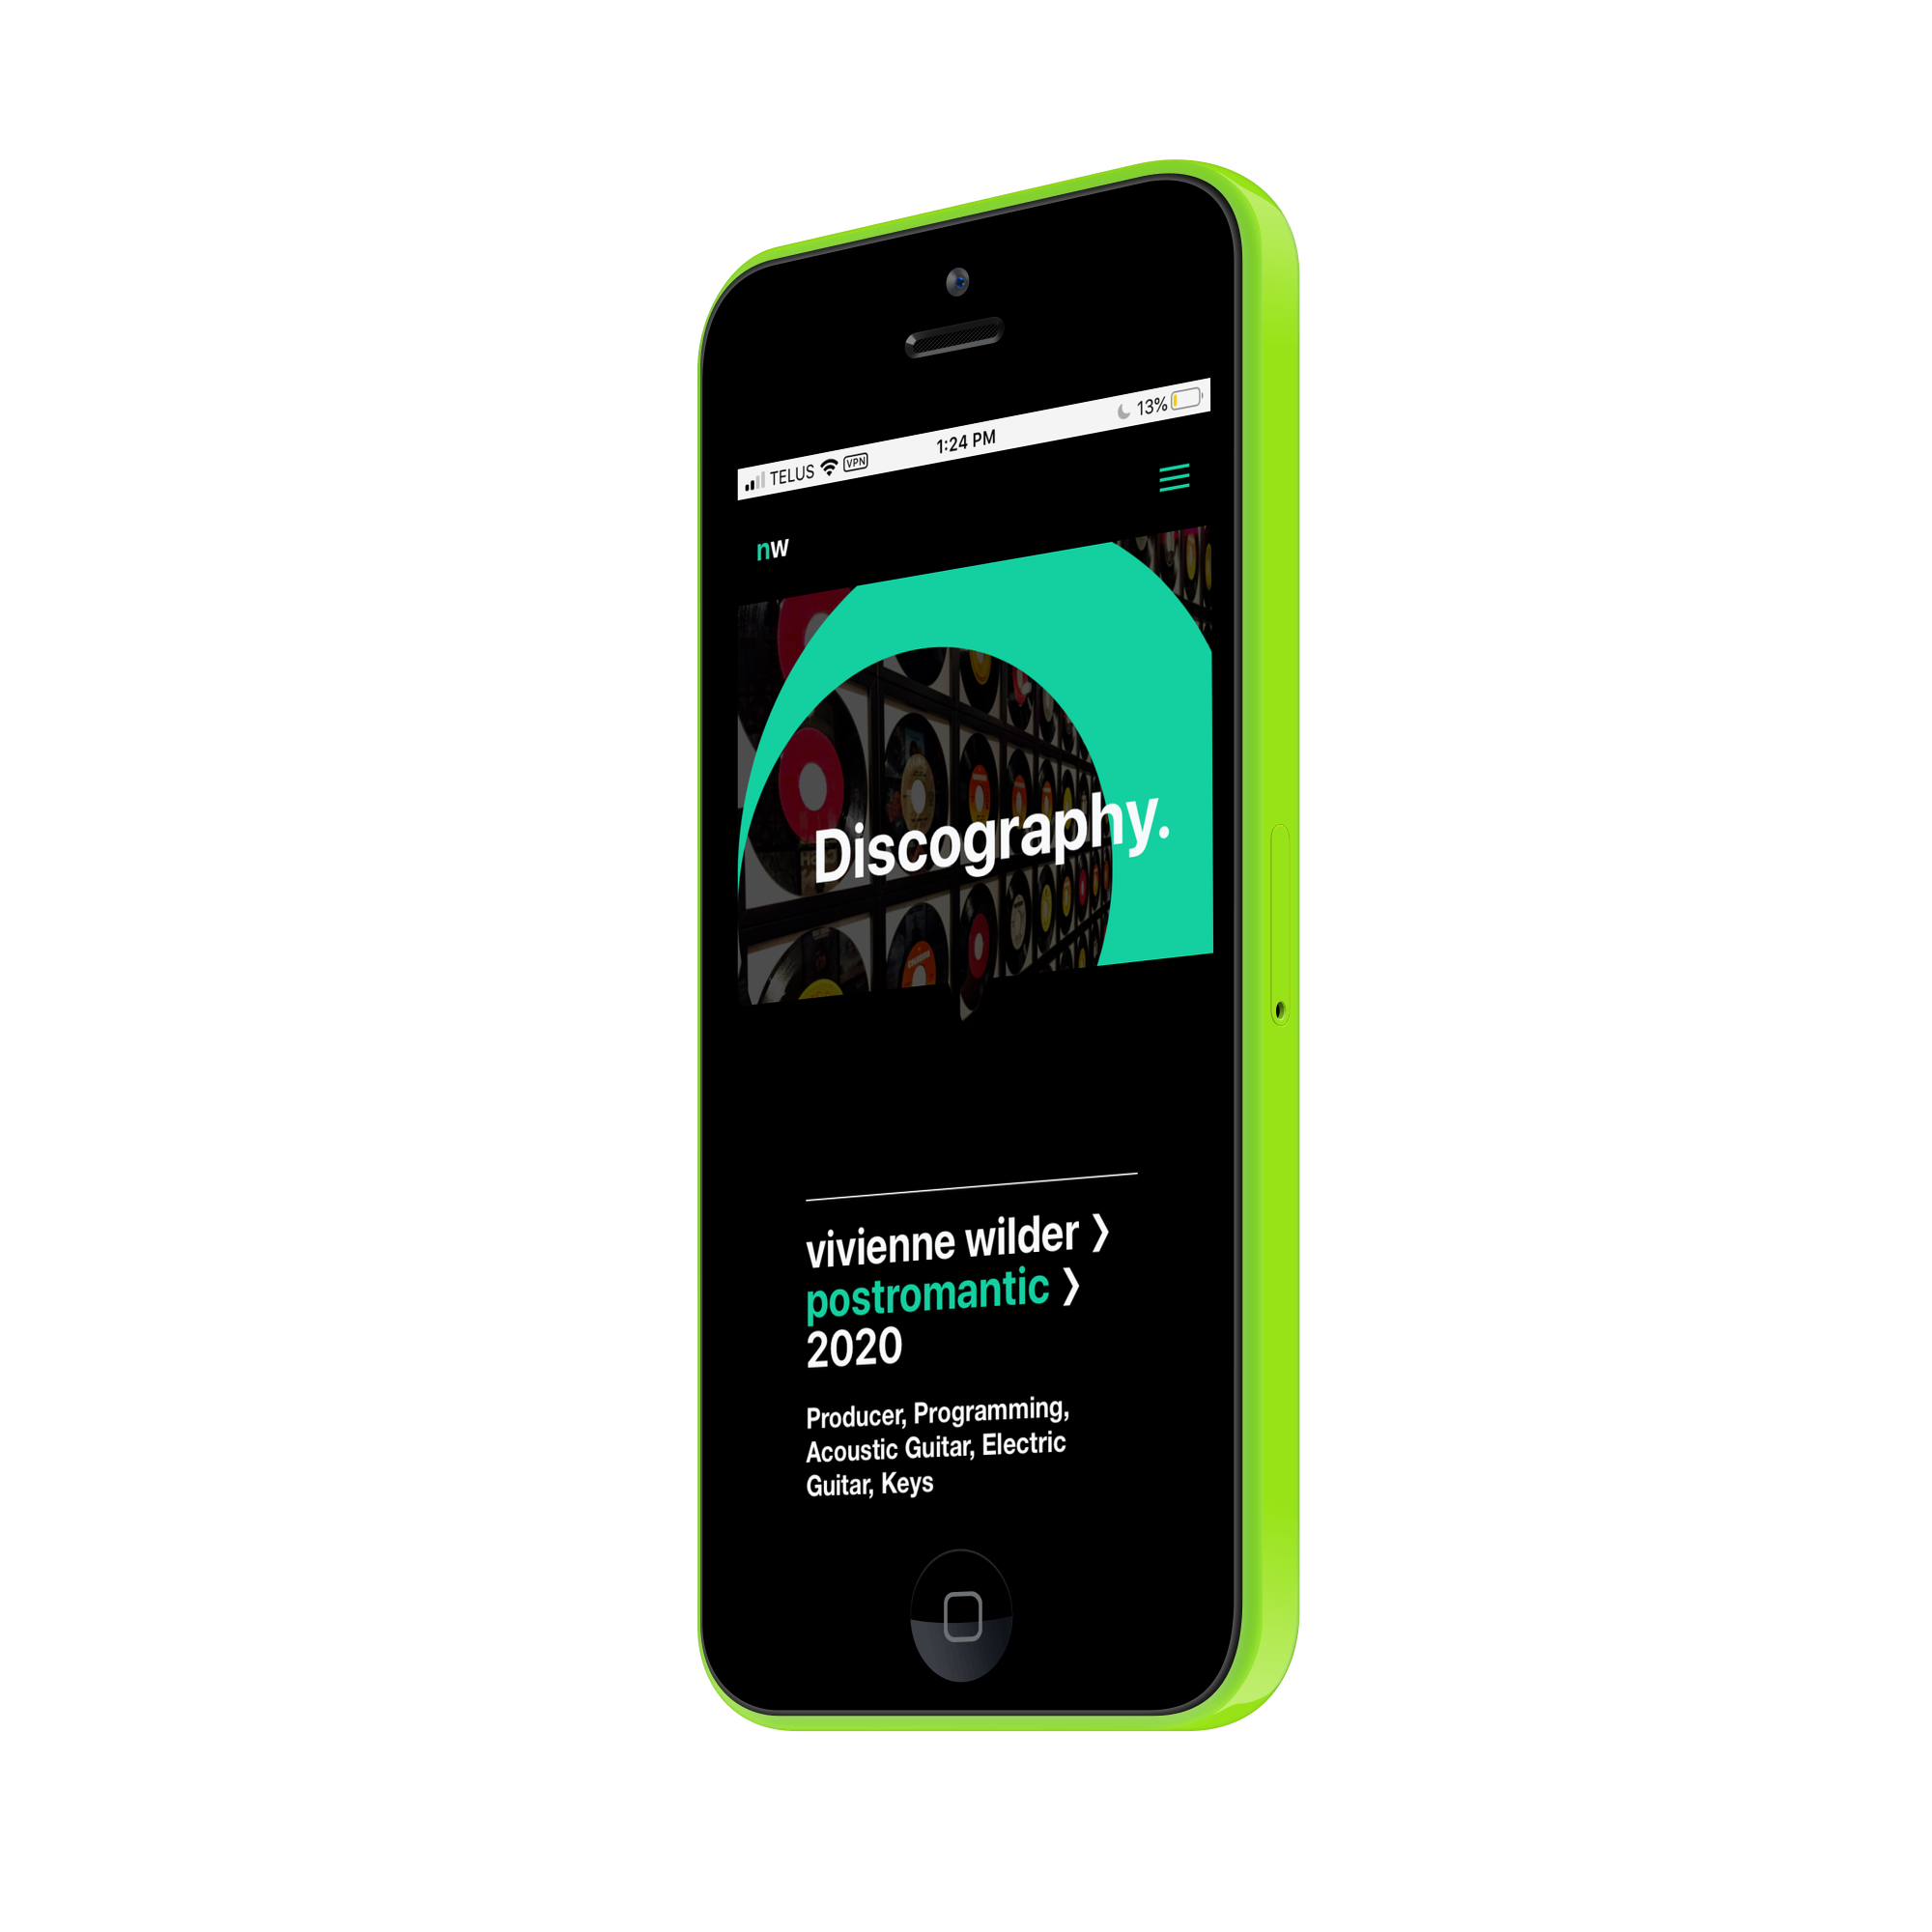 TELUS VPN 1:24 PM 13%
nw
Discography.
vivienne wilder ❭
postromantic ❭
2020
Producer, Programming,
Acoustic Guitar, Electric
Guitar, Keys